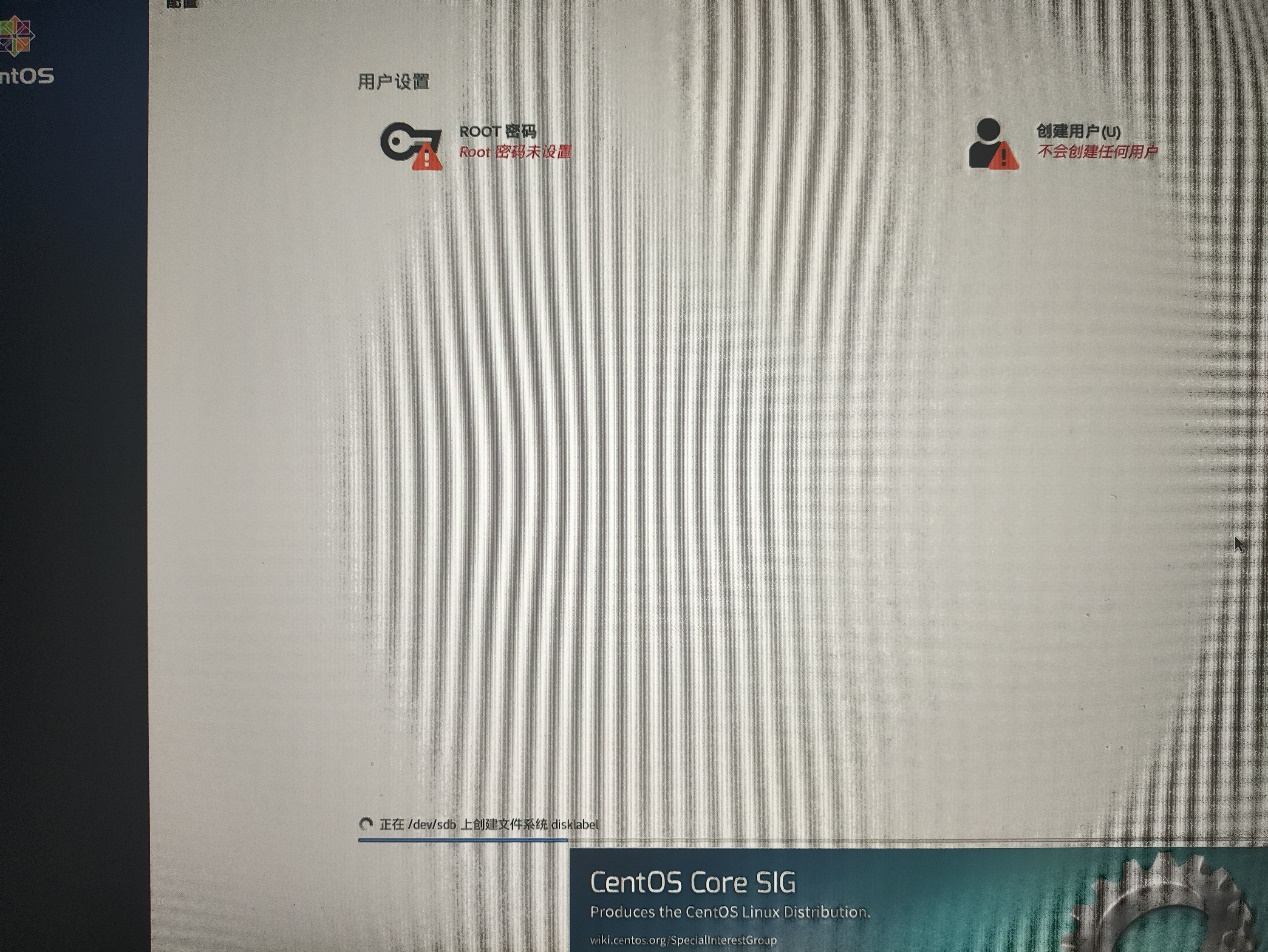 配置
ntOS
用户设置
ROOT 密码
Root 密码未设置
创建用户(U)
不会创建任何用户
正在 /dev/sdb 上创建文件系统 disklabel
CentOS Core SIG
Produces the CentOS Linux Distribution.
wiki.centos.org/SpecialInterestGroup